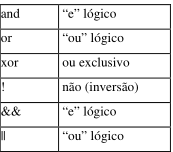 and “e” lógico
or “ou” lógico
xor ou exclusivo
! não (inversão)
&& “e” lógico
|| “ou” lógico